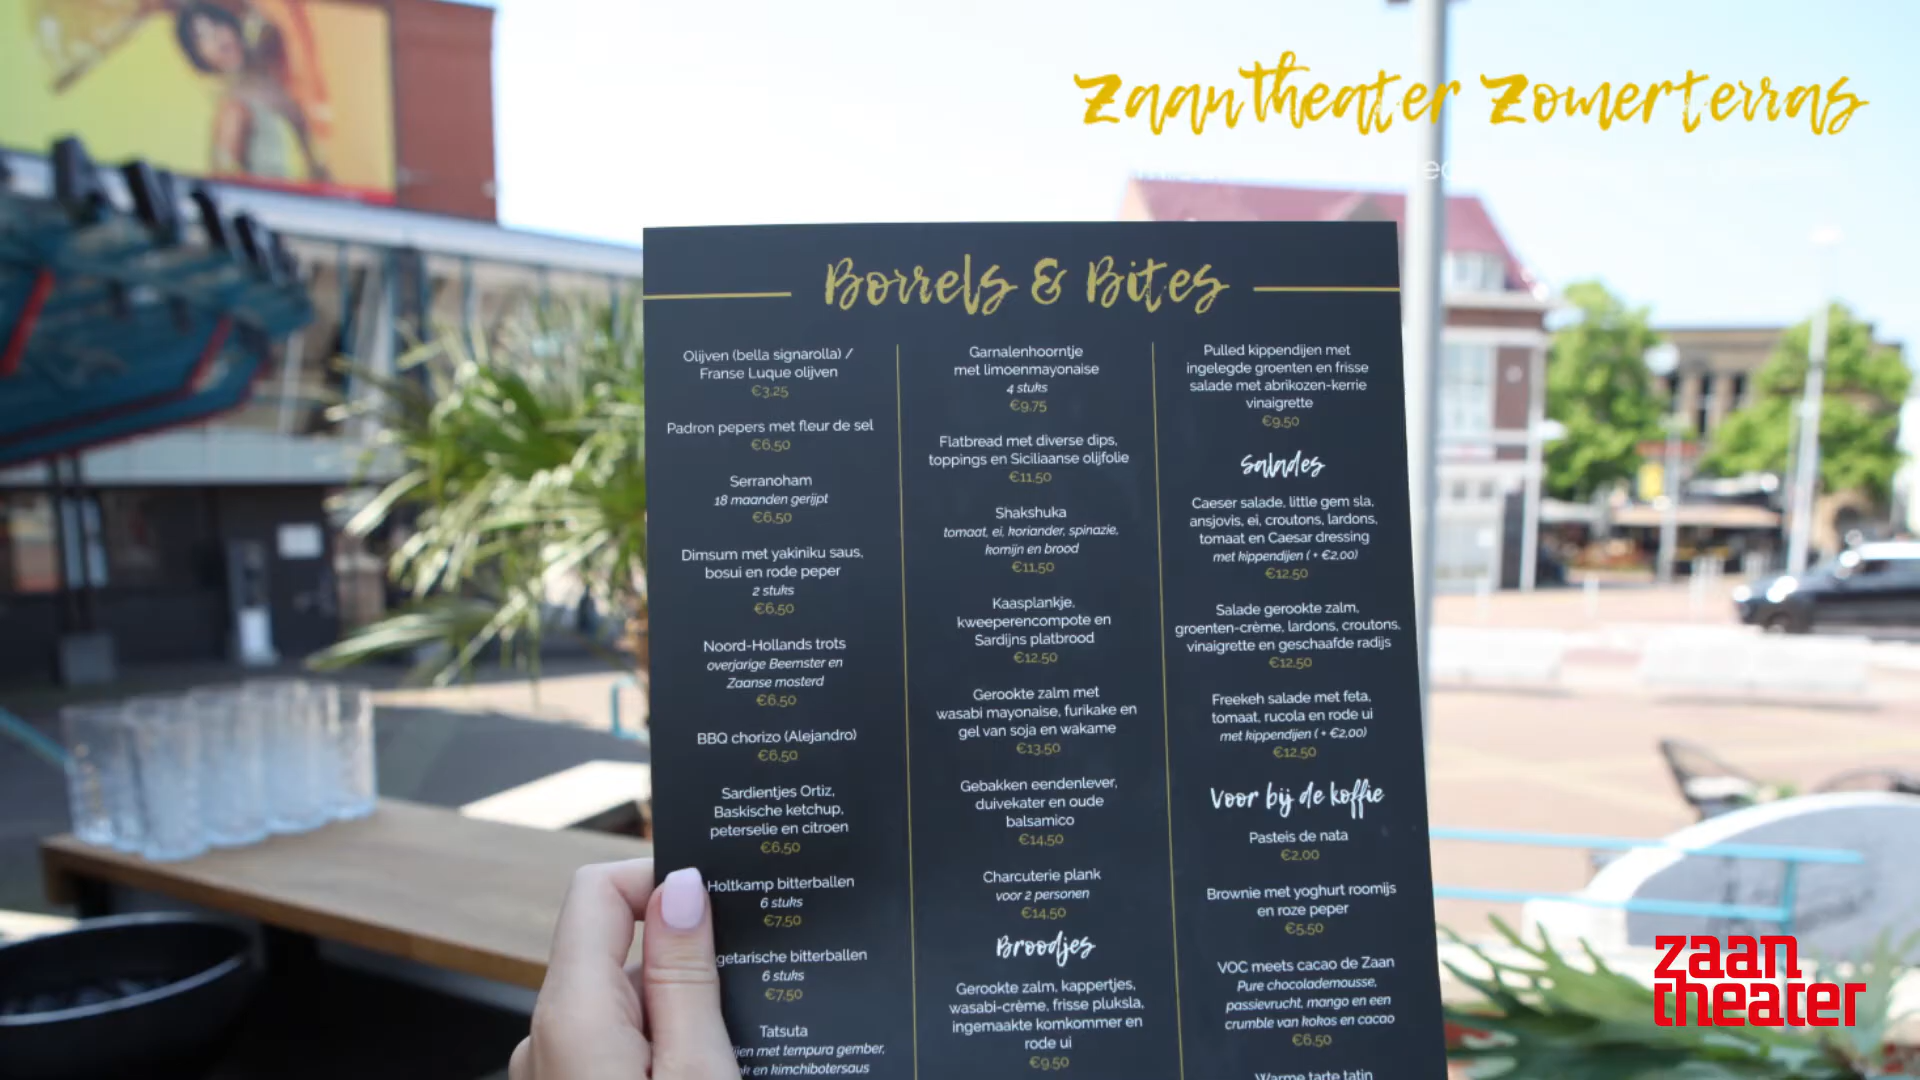 Zaantheater Zomerterras
Borrels & Bites
Olijven (bella signarolla) /
Franse Luque olijven
€3,25
Padron pepers met fleur de sel
€6,50
Serranoham
18 maanden gerijpt
€6,50
Dimsum met yakiniku saus,
bosui en rode peper
2 stuks
€6,50
Noord-Hollands trots
overjarige Beemster en
Zaanse mosterd
€6,50
BBQ chorizo (Alejandro)
€6,50
Sardientjes Ortiz,
Baskische ketchup,
peterselie en citroen
€6,50
Holtkamp bitterballen
6 stuks
€7,50
getarische bitterballen
6 stuks
€7,50
Tatsuta
met tempura gember,
en kimchibotersaus
Garnalenhoorntje
met limoenmayonaise
4 stuks
€9,75
Flatbread met diverse dips,
toppings en Siciliaanse olijfolie
€11,50
Shakshuka
tomaat, ei, koriander, spinazie,
komijn en brood
€11,50
Kaasplankje,
kweeperencompote en
Sardijns platbrood
€12,50
Gerookte zalm met
wasabi mayonaise, furikake en
gel van soja en wakame
€13,50
Gebakken eendenlever,
duivekater en oude
balsamico
€14,50
Charcuterie plank
voor 2 personen
€14,50
Broodjes
Gerookte zalm, kappertjes,
wasabi-crème, frisse pluksla,
ingemaakte komkommer en
rode ui
€9,50
Pulled kippendijen met
ingelegde groenten en frisse
salade met abrikozen-kerrie
vinaigrette
€9,50
Salades
Caeser salade, little gem sla,
ansjovis, ei, croutons, lardons,
tomaat en Caesar dressing
met kippendijen ( + €2,00)
€12,50
Salade gerookte zalm,
groenten-crème, lardons, croutons,
vinaigrette en geschaafde radijs
€12,50
Freekeh salade met feta,
tomaat, rucola en rode ui
met kippendijen ( + €2,00)
€12,50
Voor bij de koffie
Pasteis de nata
€2,00
Brownie met yoghurt roomijs
en roze peper
€5,50
VOC meets cacao de Zaan
Pure chocolademousse,
passievrucht, mango en een
crumble van kokos en cacao
€6,50
Warme tarte tatin
zaan
theater